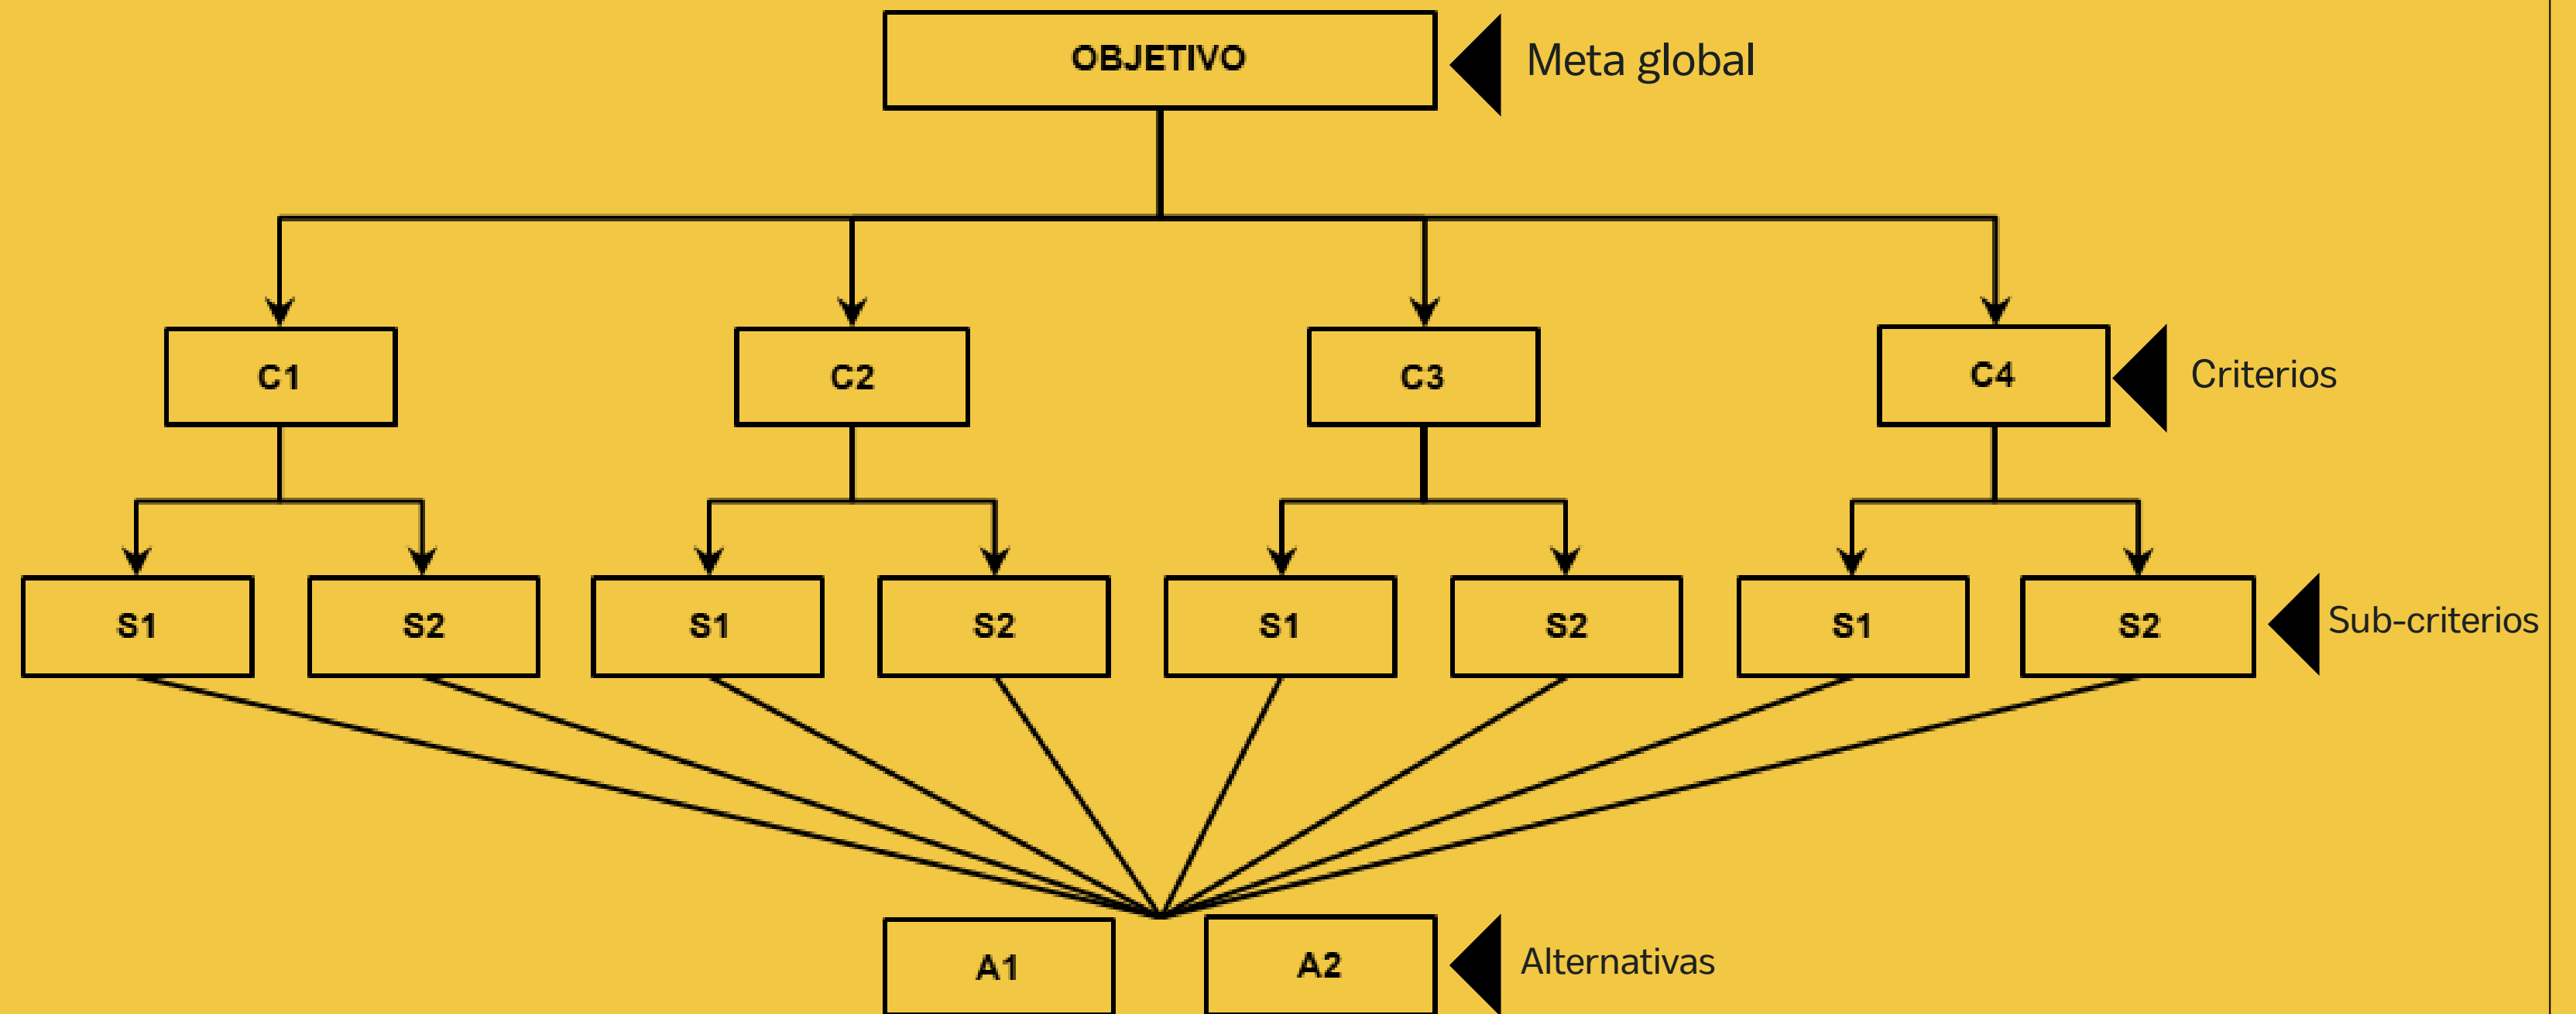 OBJETIVO
Meta global
C1
C2
C3
C4
Criterios
S1
S2
S1
S2
S1
S2
S1
S2
Sub-criterios
A1
A2
Alternativas